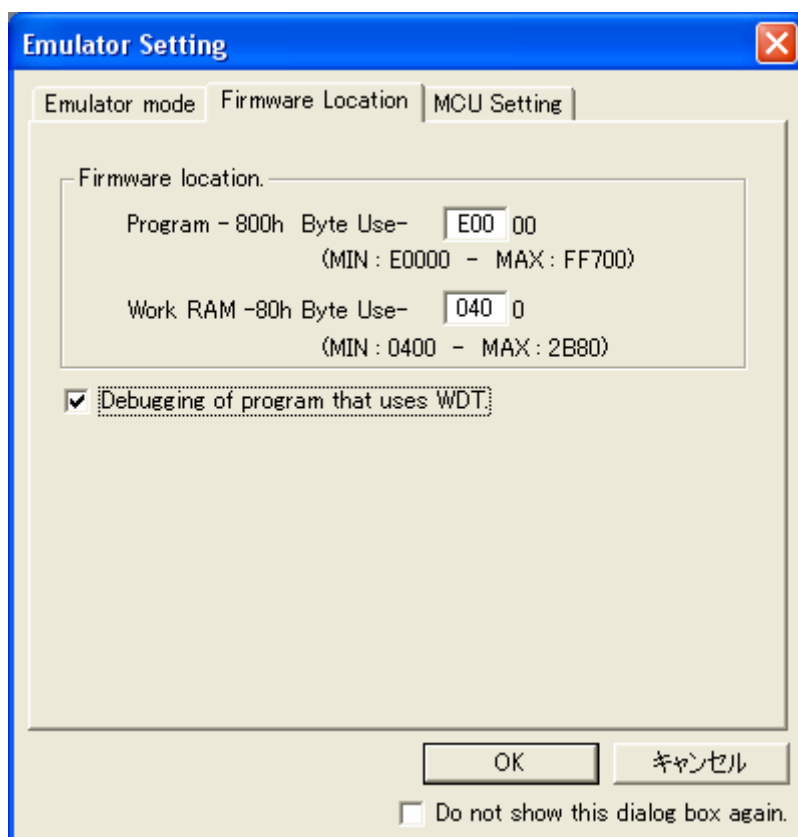 Emulator Setting
Emulator mode Firmware Location MCU Setting
Firmware location.
Program - 800h Byte Use- E00 00
(MIN : E0000 - MAX : FF700)
Work RAM -80h Byte Use- 040 0
(MIN : 0400 - MAX : 2B80)
Debugging of program that uses WDT.
OK キャンセル
Do not show this dialog box again.